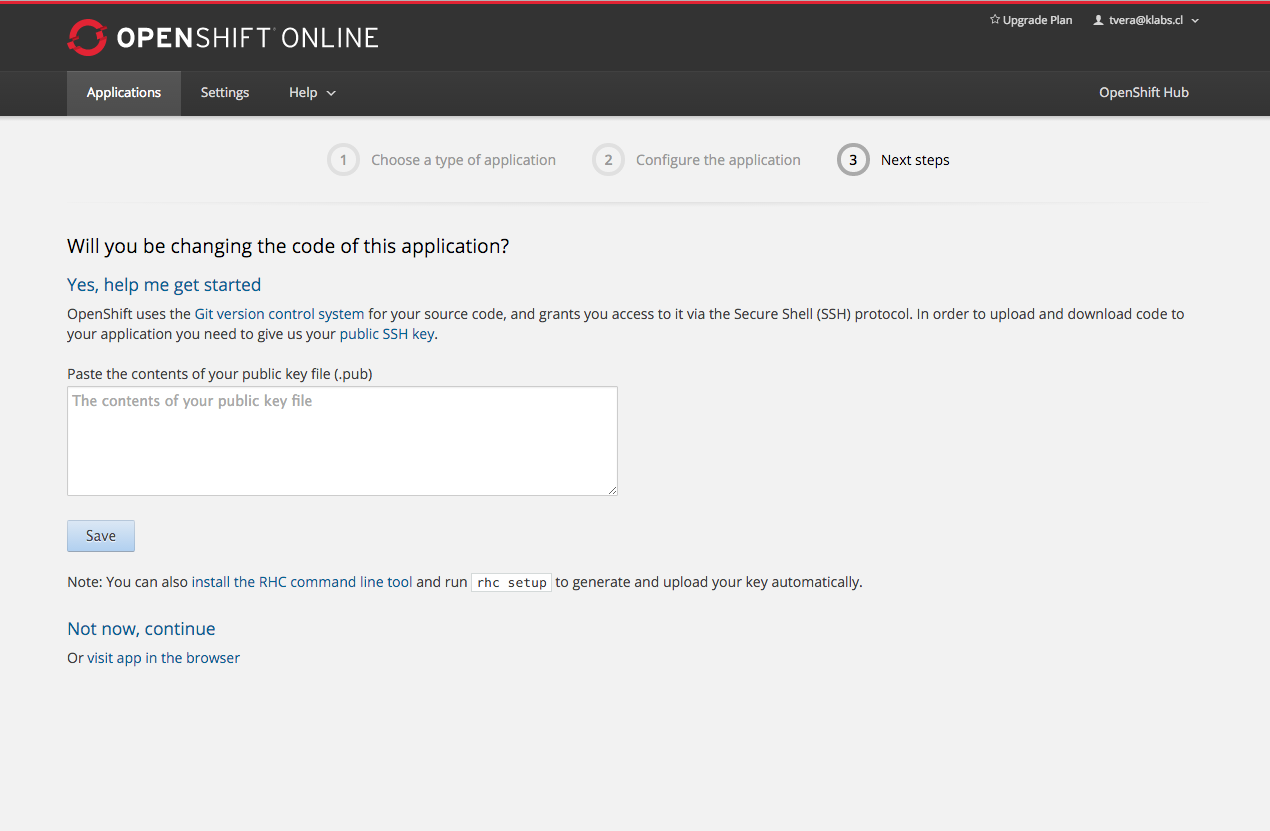 Upgrade Plan
tvera@klabs.cl
OPENSHIFT ONLINE
Applications
Settings
Help
OpenShift Hub
1 Choose a type of application
2 Configure the application
3 Next steps
Will you be changing the code of this application?
Yes, help me get started
OpenShift uses the Git version control system for your source code, and grants you access to it via the Secure Shell (SSH) protocol. In order to upload and download code to
your application you need to give us your public SSH key.
Paste the contents of your public key file (.pub)
The contents of your public key file
Save
Note: You can also install the RHC command line tool and run rhc setup to generate and upload your key automatically.
Not now, continue
Or visit app in the browser